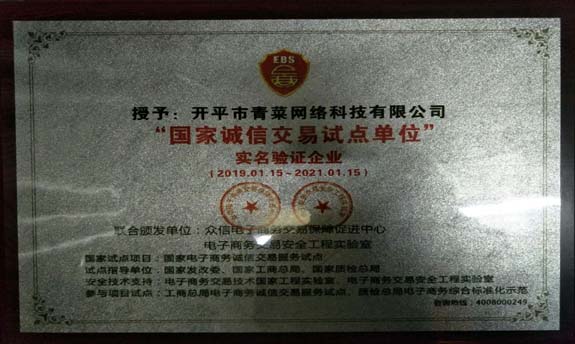 EBS
授予：开平市青菜网络科技有限公司
“国家诚信交易试点单位”
实名验证企业
(2019.01.15~2021.01.15)
联合颁发单位：众信电子商务交易保障促进中心
电子商务交易安全工程实验室
国家试点项目：国家电子商务诚信交易服务试点
试点指导单位：国家发改委、国家工商总局、国家质检总局
安全技术支持：电子商务交易技术国家工程实验室、电子商务交易安全工程实验室
参与项目试点：工商总局电子商务诚信交易服务试点、质检总局电子商务综合标准化示范
咨询热线：4008000249